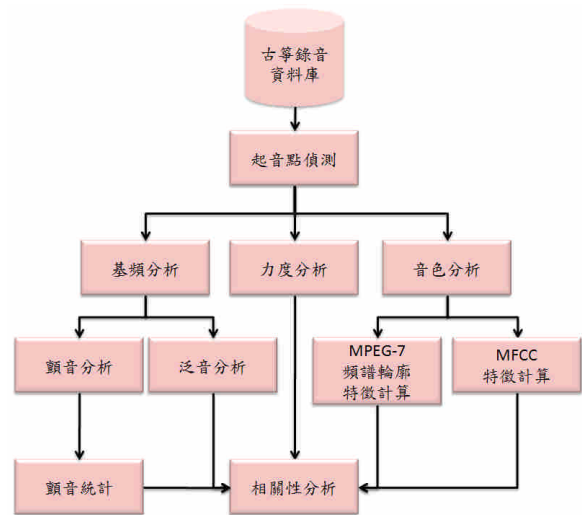 古箏錄音
資料庫
起音點偵測
基頻分析
力度分析
音色分析
顫音分析
泛音分析
MPEG-7
頻譜輪廓
特徵計算
MFCC
特徵計算
顫音統計
相關性分析